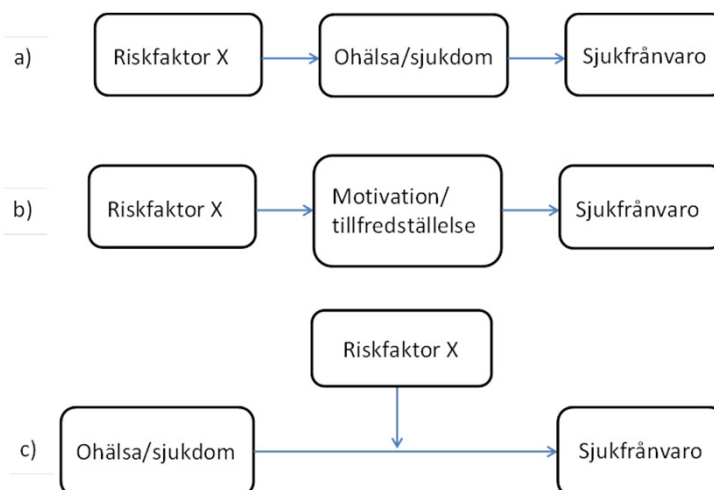 a)
Riskfaktor X
Ohälsa/sjukdom
Sjukfrånvaro
b)
Riskfaktor X
Motivation/
tillfredställelse
Sjukfrånvaro
Riskfaktor X
c)
Ohälsa/sjukdom
Sjukfrånvaro